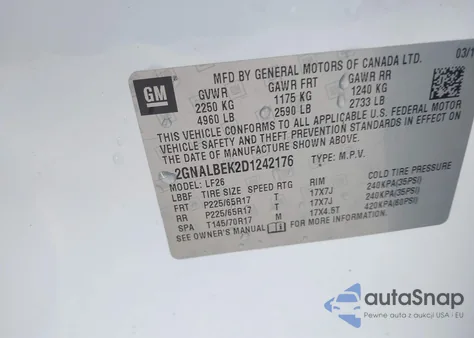 GM
MFD BY GENERAL MOTORS OF CANADA LTD.
03/1
GVWR GAWR FRT GAWR RR
2250 KG 1175 KG 1240 KG
4960 LB 2590 LB 2733 LB
THIS VEHICLE CONFORMS TO ALL APPLICABLE U.S. FEDERAL MOTOR
VEHICLE SAFETY AND THEFT PREVENTION STANDARDS IN EFFECT ON THE DATE OF
MANUFACTURE SHOWN ABOVE.
2GNALBEK2D1242176 TYPE: M.P.V.
MODEL: LF26
LBBF TIRE SIZE SPEED RTG RIM COLD TIRE PRESSURE
FRT P225/65R17 T 17X7J 240KPA(35PSI)
RR P225/65R17 T 17X7J 240KPA(35PSI)
SPA T145/70R17 M 17X4.5T 420KPA(60PSI)
SEE OWNER'S MANUAL
autoSnap
Pewne auta z aukcji USA i EU